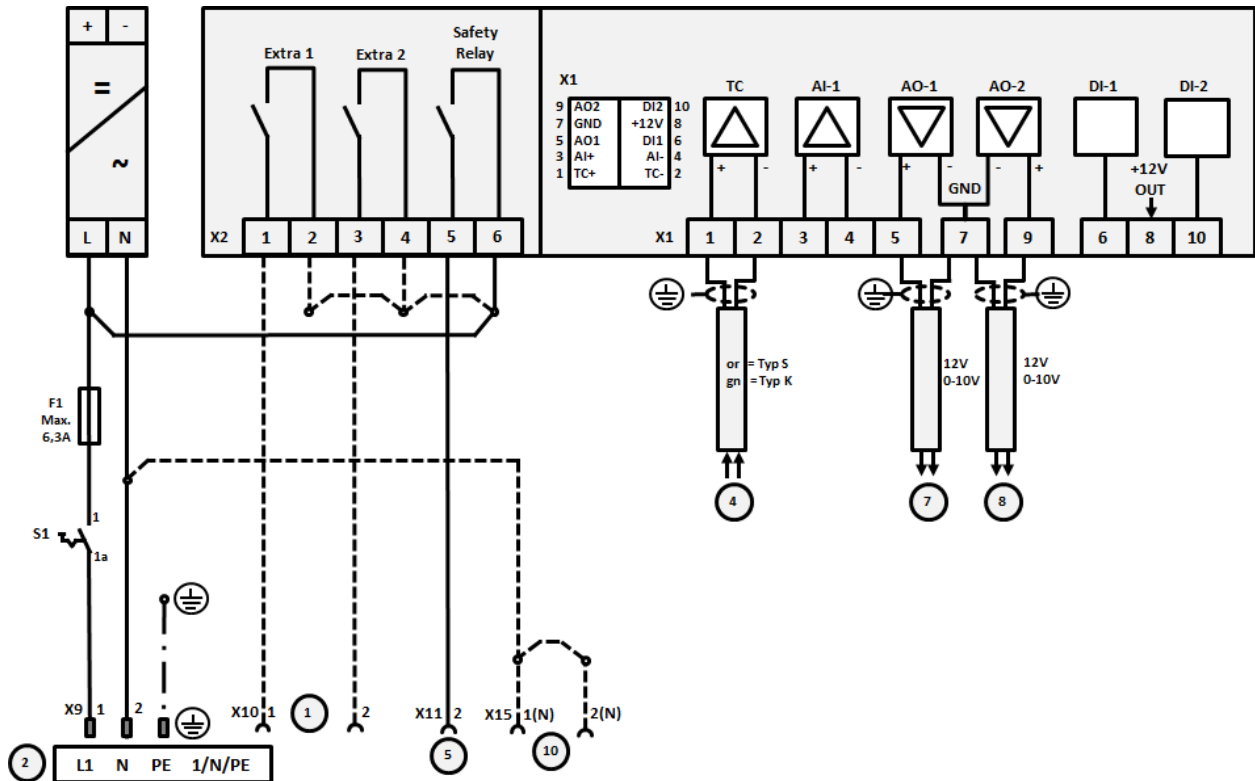 + -
=
~
L N
Extra 1
Extra 2
Safety
Relay
X2 1 2 3 4 5 6
X1
9 AO2 DI2 10
7 GND +12V 8
5 AO1 DI1 6
3 AI+ AI- 4
1 TC+ TC- 2
TC
AI-1
AO-1
AO-2
DI-1
DI-2
+ -
+ -
+ -
- +
GND
+12V
OUT
X1 1 2 3 4 5 7 9 6 8 10
F1
Max.
6,3A
or = Typ S
gn =Typ K
12V
0-10V
12V
0-10V
4
7
8
1
S1
1a
X9 1 2
X10 1
1
2
X11 2
X15 1(N)
2(N)
2
L1 N PE 1/N/PE
5
10